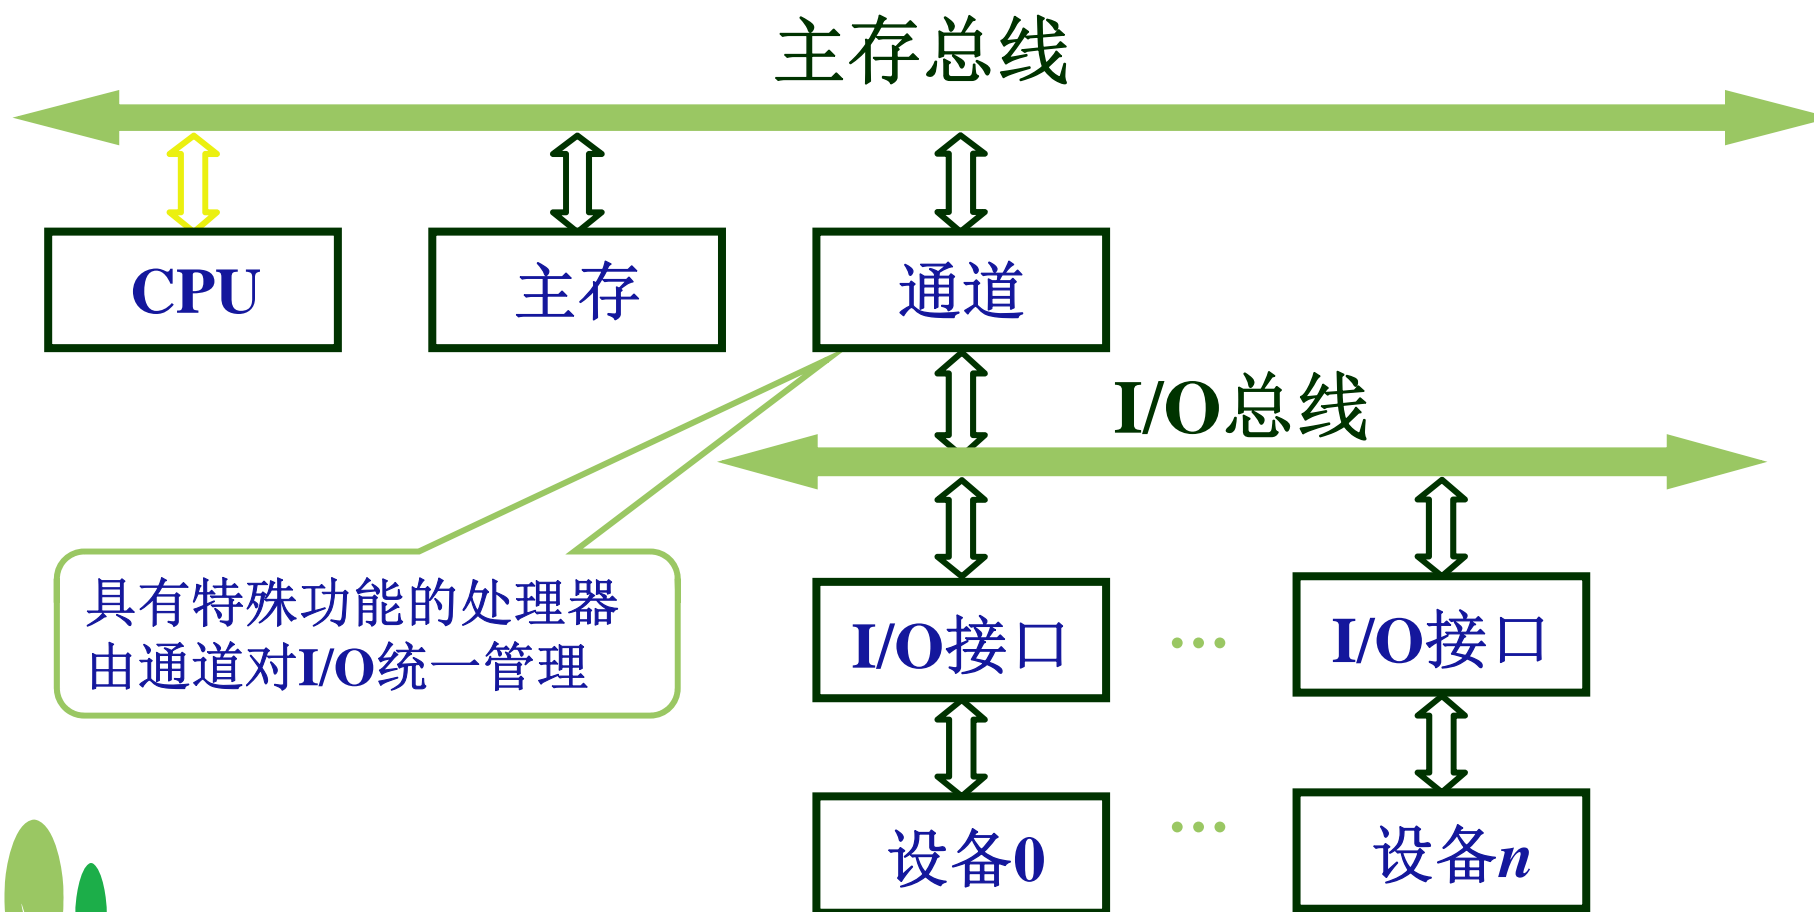 主存总线
CPU
主存
通道
I/O总线
具有特殊功能的处理器
由通道对I/O统一管理
I/O接口
…
I/O接口
设备0
…
设备n